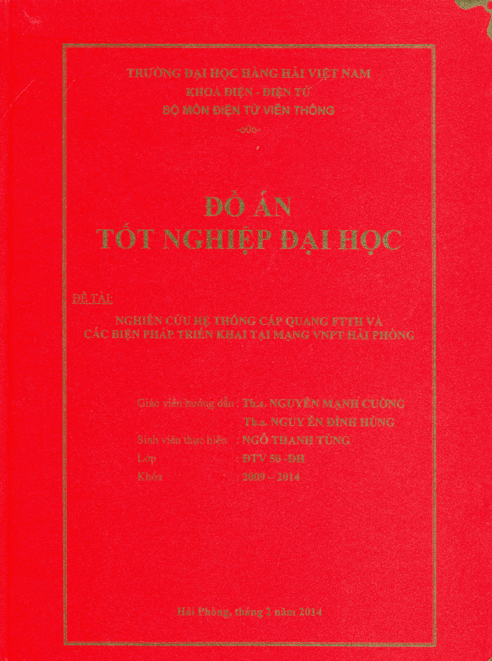 TRƯỜNG ĐẠI HỌC HÀNG HẢI VIỆT NAM
KHOA ĐIỆN - ĐIỆN TỬ
BỘ MÔN ĐIỆN TỬ VIỄN THÔNG
ĐỒ ÁN
TỐT NGHIỆP ĐẠI HỌC
ĐỀ TÀI:
NGHIÊN CỨU HỆ THỐNG CÁP QUANG FTTH VÀ
CÁC BIỆN PHÁP TRIỂN KHAI TẠI MẠNG VNPT HẢI PHÒNG
Giáo viên hướng dẫn : Th.s. NGUYỄN MẠNH CƯỜNG
Th.s. NGUYỄN ĐÌNH HÙNG
Sinh viên thực hiện : NGÔ THANH TÙNG
Lớp : ĐTV 50 -ĐH
Khóa : 2009 – 2014
Hải Phòng, tháng 2 năm 2014